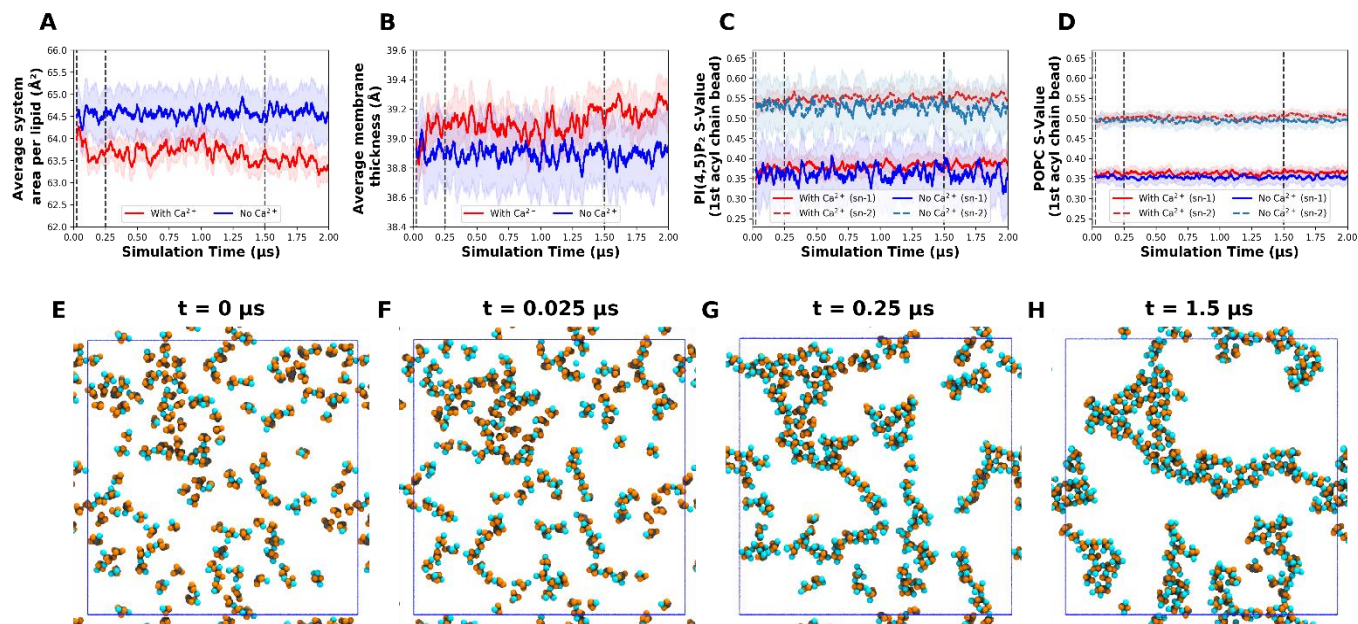 A
Average system
area per lipid (Å²)
66.0
65.5
65.0
64.5
64.0
63.5
63.0
62.5
62.0
With Ca²⁺ No Ca²⁺
0.00 0.25 0.50 0.75 1.00 1.25 1.50 1.75 2.00
Simulation Time (μs)
B
Average membrane
thickness (Å)
39.6
39.4
39.2
39.0
38.8
38.6
38.4
With Ca²⁺ No Ca²⁺
0.00 0.25 0.50 0.75 1.00 1.25 1.50 1.75 2.00
Simulation Time (μs)
C
PI(4,5)P₂ S-Value
(1st acyl chain bead)
0.65
0.60
0.55
0.50
0.45
0.40
0.35
0.30
0.25
With Ca²⁺ (sn-1) No Ca²⁺ (sn-1)
With Ca²⁺ (sn-2) No Ca²⁺ (sn-2)
0.00 0.25 0.50 0.75 1.00 1.25 1.50 1.75 2.00
Simulation Time (μs)
D
POPC S-Value
(1st acyl chain bead)
0.65
0.60
0.55
0.50
0.45
0.40
0.35
0.30
0.25
With Ca²⁺ (sn-1) No Ca²⁺ (sn-1)
With Ca²⁺ (sn-2) No Ca²⁺ (sn-2)
0.00 0.25 0.50 0.75 1.00 1.25 1.50 1.75 2.00
Simulation Time (μs)
E
t = 0 μs
F
t = 0.025 μs
G
t = 0.25 μs
H
t = 1.5 μs